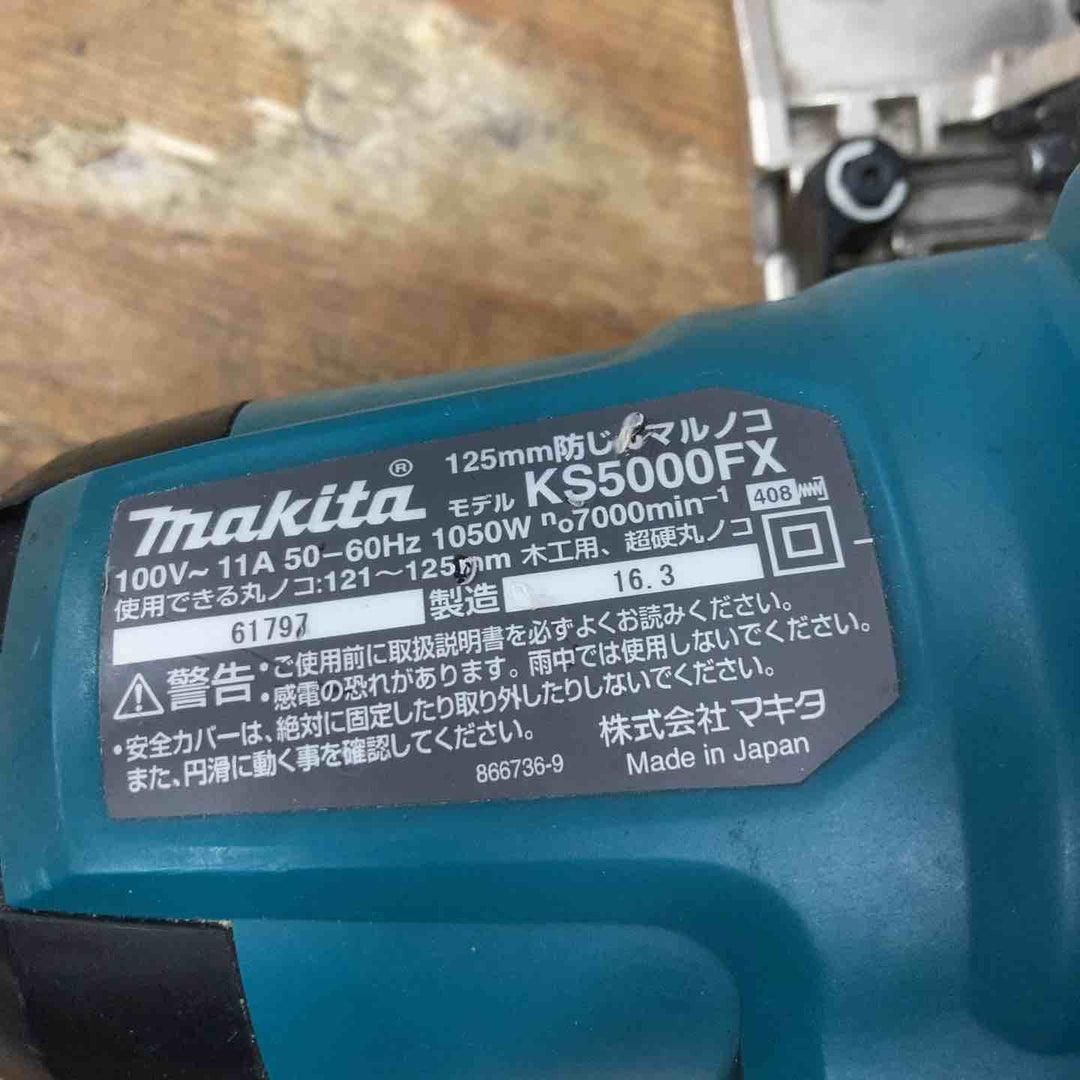 125mm防じんマルノコ
makita®
モデル KS5000FX
100V~ 11A 50-60Hz 1050W n₀7000min⁻¹
408
使用できる丸ノコ:121~125mm 木工用、超硬丸ノコ
61797 製造 16.3
警告
・ご使用前に取扱説明書を必ずよくお読みください。
・感電の恐れがあります。雨中では使用しないでください。
・安全カバーは、絶対に固定したり取り外したりしないでください。
また、円滑に動く事を確認してください。
株式会社 マキタ
866736-9
Made in Japan